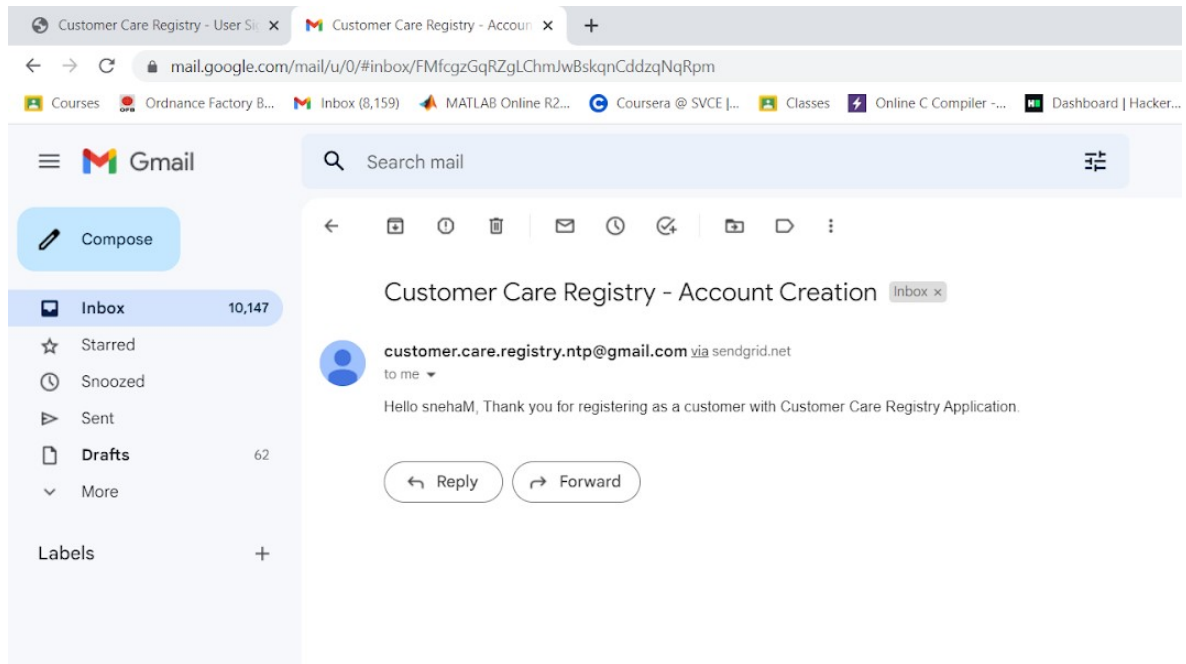 Customer Care Registry - User Si
Customer Care Registry - Accoun
mail.google.com/mail/u/0/#inbox/FMfcgzGqRZgLChmJwBskqnCddzqNqRpm
Courses Ordnance Factory B... Inbox (8,159) MATLAB Online R2... Coursera @ SVCE |... Classes Online C Compiler -... Dashboard | Hacker...
Gmail
Search mail
Compose
Inbox 10,147
Starred
Snoozed
Sent
Drafts 62
More
Labels
Customer Care Registry - Account Creation Inbox x
customer.care.registry.ntp@gmail.com via sendgrid.net
to me
Hello snehaM, Thank you for registering as a customer with Customer Care Registry Application.
Reply
Forward